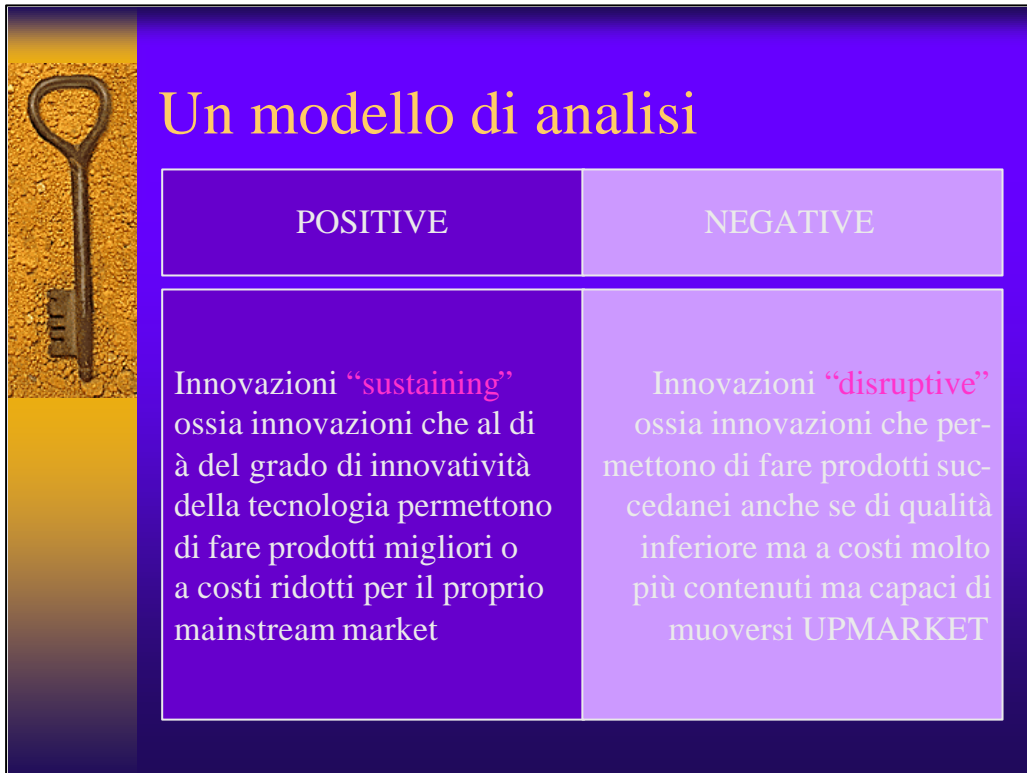 Un modello di analisi
POSITIVE
NEGATIVE
Innovazioni “sustaining”
ossia innovazioni che al di
à del grado di innovatività
della tecnologia permettono
di fare prodotti migliori o
a costi ridotti per il proprio
mainstream market
Innovazioni “disruptive”
ossia innovazioni che per-
mettono di fare prodotti suc-
cedanei anche se di qualità
inferiore ma a costi molto
più contenuti ma capaci di
muoversi UPMARKET